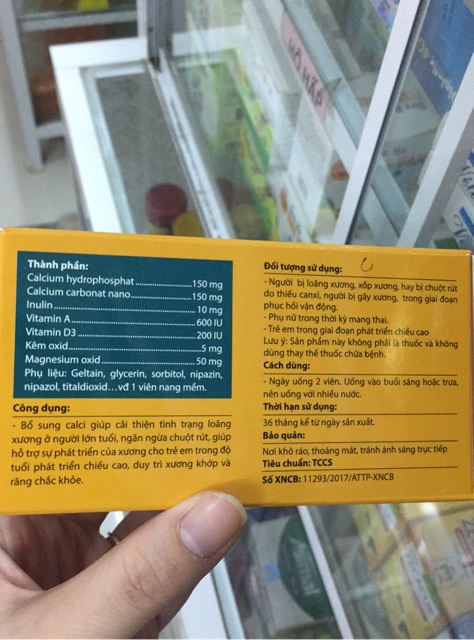 HÔ HẤP
Thành phần:
Calcium hydrophosphat.....................150 mg
Calcium carbonat nano.....................150 mg
Inulin.....................10 mg
Vitamin A.....................600 IU
Vitamin D3.....................200 IU
Kẽm oxid.....................5 mg
Magnesium oxid.....................50 mg
Phụ liệu: Geltain, glycerin, sorbitol, nipazin,
nipazol, titaldioxid...vđ 1 viên nang mềm.
Công dụng:
- Bổ sung calci giúp cải thiện tình trạng loãng
xương ở người lớn tuổi, ngăn ngừa chuột rút, giúp
hỗ trợ sự phát triển của xương cho trẻ em trong độ
tuổi phát triển chiều cao, duy trì xương khớp và
răng chắc khỏe.
Đối tượng sử dụng:
- Người bị loãng xương, xốp xương, hay bị chuột rút
do thiếu canxi, người bị gãy xương, trong giai đoạn
phục hồi vận động.
- Phụ nữ trong thời kỳ mang thai.
- Trẻ em trong giai đoạn phát triển chiều cao
Lưu ý: Sản phẩm này không phải là thuốc và không
dùng thay thế thuốc chữa bệnh.
Cách dùng:
- Ngày uống 2 viên. Uống vào buổi sáng hoặc trưa,
nên uống với nhiều nước.
Thời hạn sử dụng:
36 tháng kể từ ngày sản xuất.
Bảo quản:
Nơi khô ráo, thoáng mát, tránh ánh sáng trực tiếp
Tiêu chuẩn: TCCS
Số XNCB: 11293/2017/ATTP-XNCB